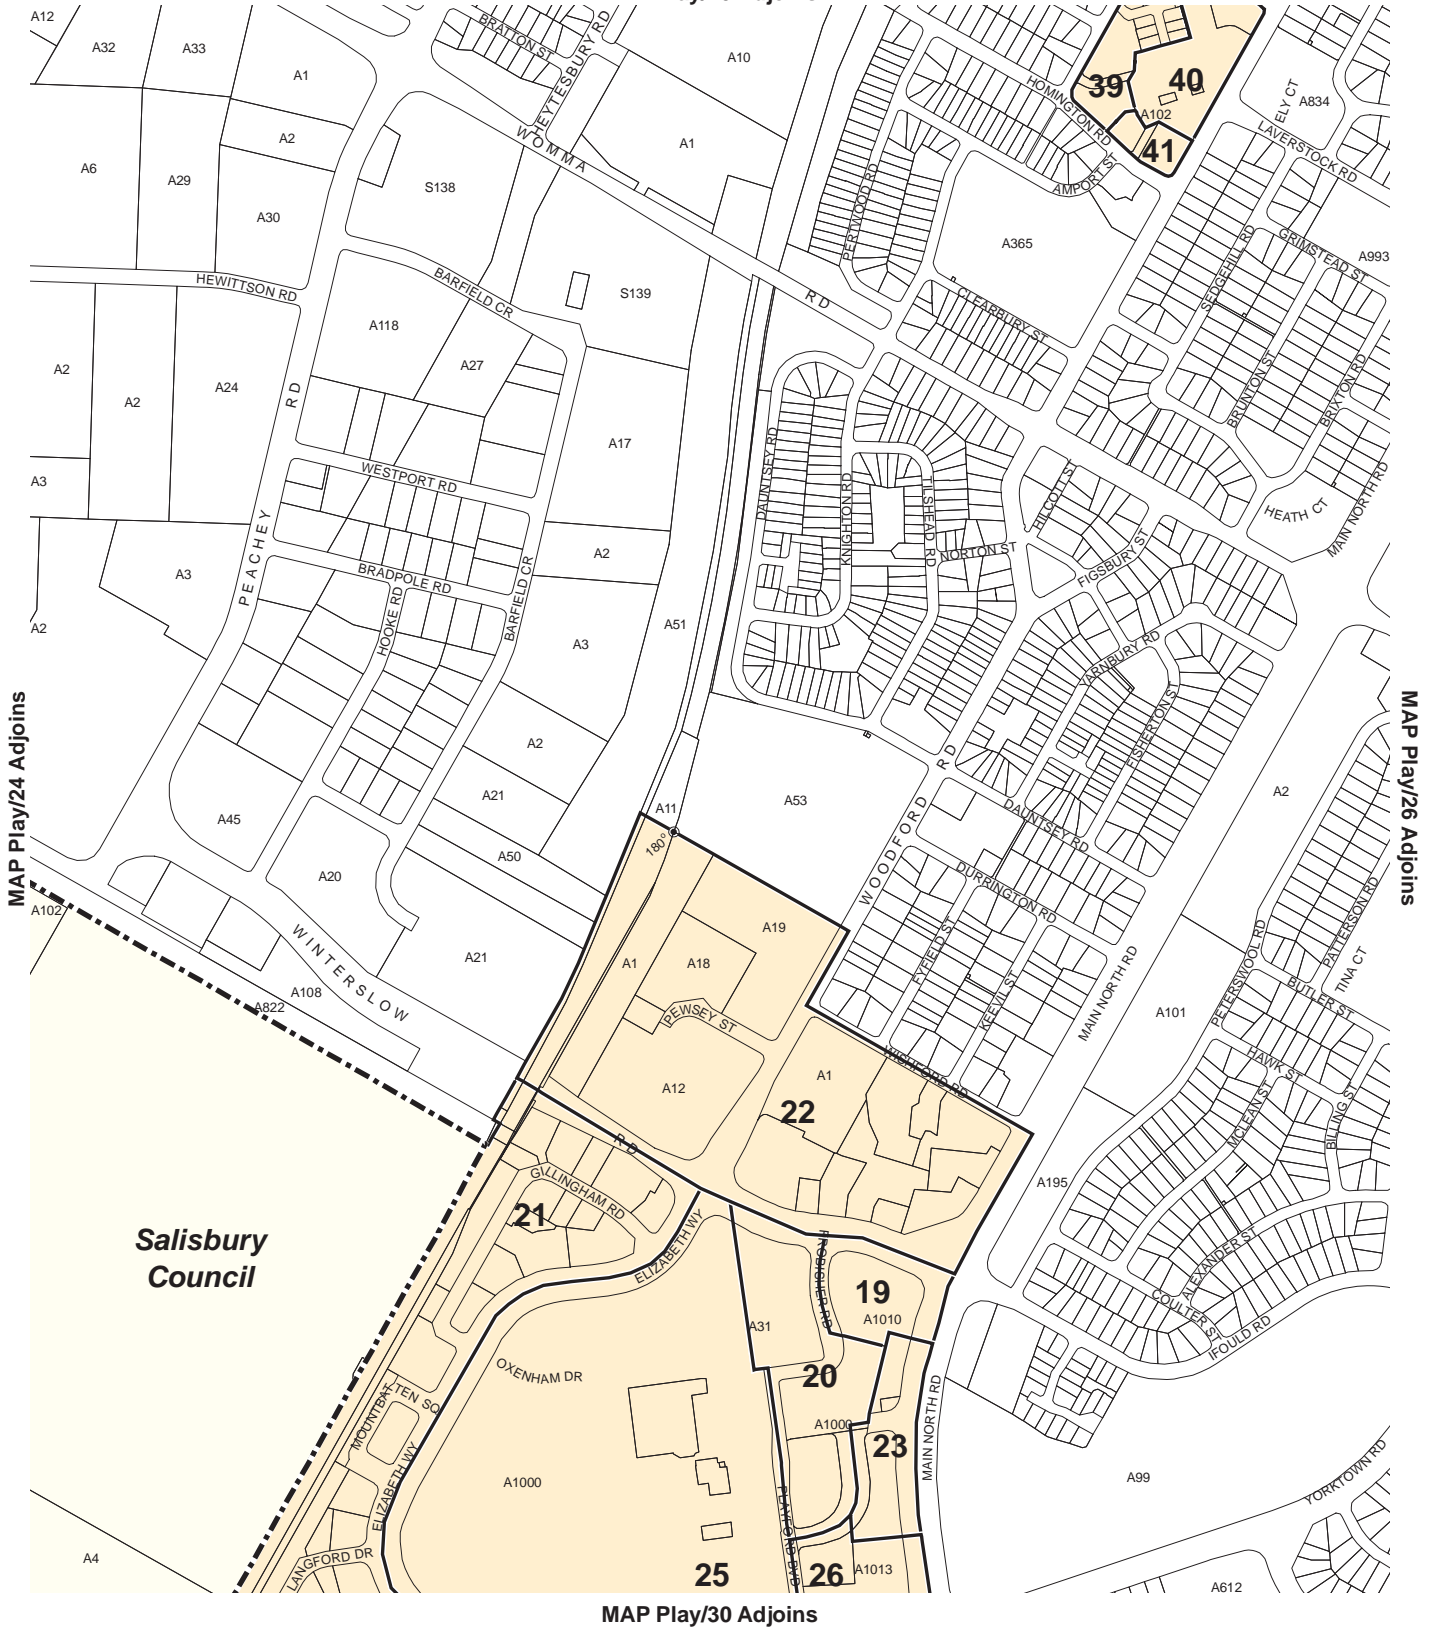 A12
A32
A33
A1
A2
A6
A29
A30
BRATTON ST
HEYTESBURY RD
A10
A1
WOMMA
RD
S138
S139
HEWITTSON RD
BARFIELD CR
A118
A27
A2
A2
A24
A3
PEACHEY
RD
WESTPORT RD
A17
A2
BRADPOLE RD
HOOKE RD
BARFIELD CR
A3
A2
A3
A51
A2
A21
A50
A11
180°
A45
A20
A21
WINTERSLOW
RD
A108
A822
A102
A4
HOMINGTON RD
39
40
41
A102
AMPORT ST
PERTWOOD RD
A365
CLEARBURY ST
ELY CT
A834
LAVERSTOCK RD
GRIMSTEAD ST
A993
SEDGEHILL RD
BRUNTON ST
BRIXTON RD
HEATH CT
MAIN NORTH RD
DAUNTSEY RD
KNIGHTON RD
TILSHEAD RD
NORTON ST
HILCOTT ST
FIGSBURY ST
YARNBURY RD
FISHERTON ST
A53
WOODFORD
RD
DAUNTSEY RD
DURRINGTON RD
FYFIELD ST
KEEVIL ST
MAIN NORTH RD
WISHFORD RD
A2
A101
A195
PETERSWOOL RD
PATTERSON RD
TINA CT
BUTLER ST
HAWK ST
MCLEAN ST
BILLING ST
ALEXANDER ST
COULTER ST
IFOULD RD
YORKTOWN RD
A99
A612
A19
A18
A1
PEWSEY ST
A12
A1
22
GILLINGHAM RD
21
ELIZABETH WY
PRODIGHER RD
19
A1010
A31
20
A1000
23
MAIN NORTH RD
OXENHAM DR
MOUNTBATTEN SQ
ELIZABETH WY
A1000
LANGFORD DR
PLAYFORD BVD
25
26
A1013
Salisbury
Council
MAP Play/24 Adjoins
MAP Play/26 Adjoins
MAP Play/30 Adjoins